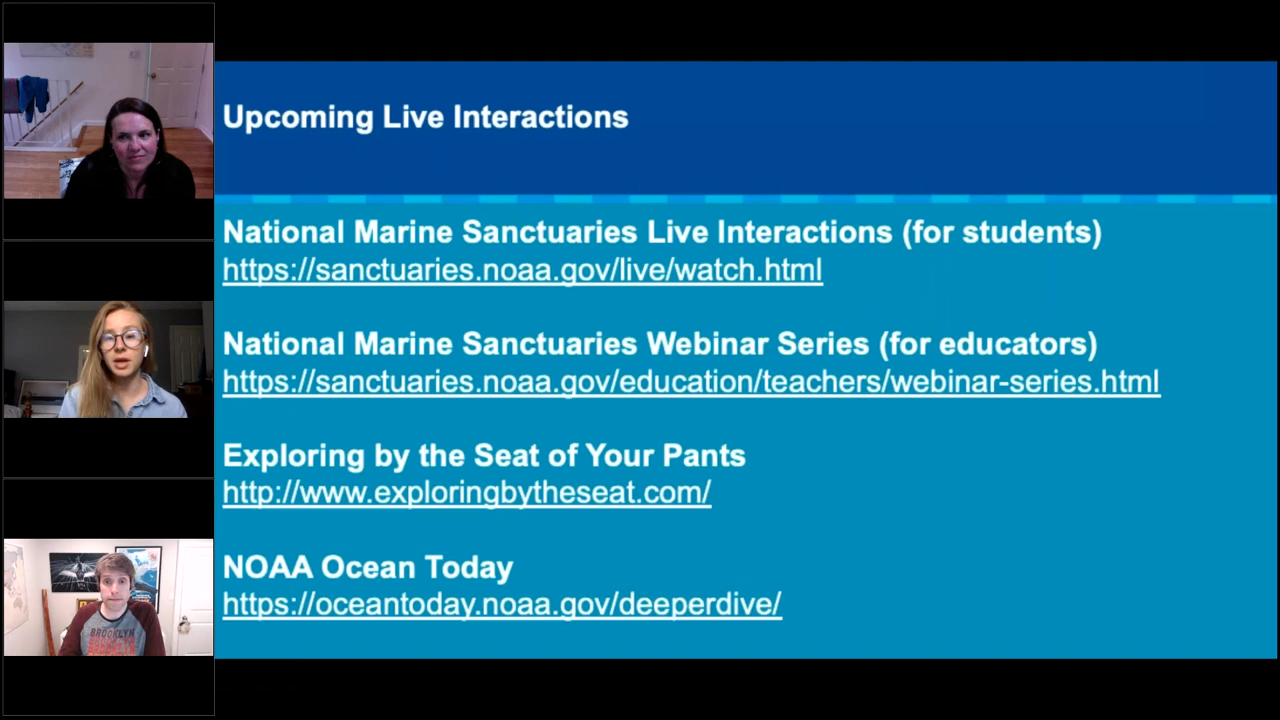 Upcoming Live Interactions
National Marine Sanctuaries Live Interactions (for students)
https://sanctuaries.noaa.gov/live/watch.html
National Marine Sanctuaries Webinar Series (for educators)
https://sanctuaries.noaa.gov/education/teachers/webinar-series.html
Exploring by the Seat of Your Pants
http://www.exploringbytheseat.com/
NOAA Ocean Today
https://oceantoday.noaa.gov/deeperdive/
BROOKLYN